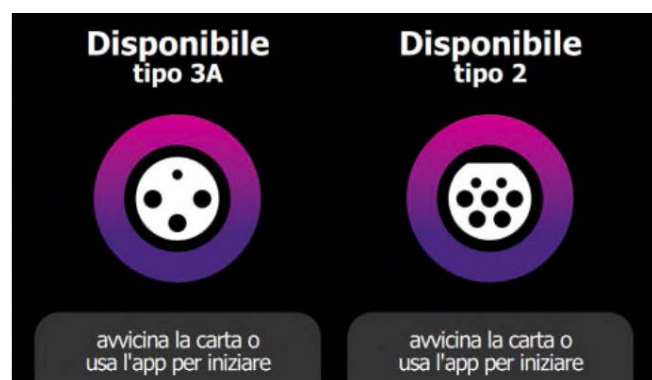 Disponibile
tipo 3A
Disponibile
tipo 2
avvicina la carta o
usa l'app per iniziare
avvicina la carta o
usa l'app per iniziare